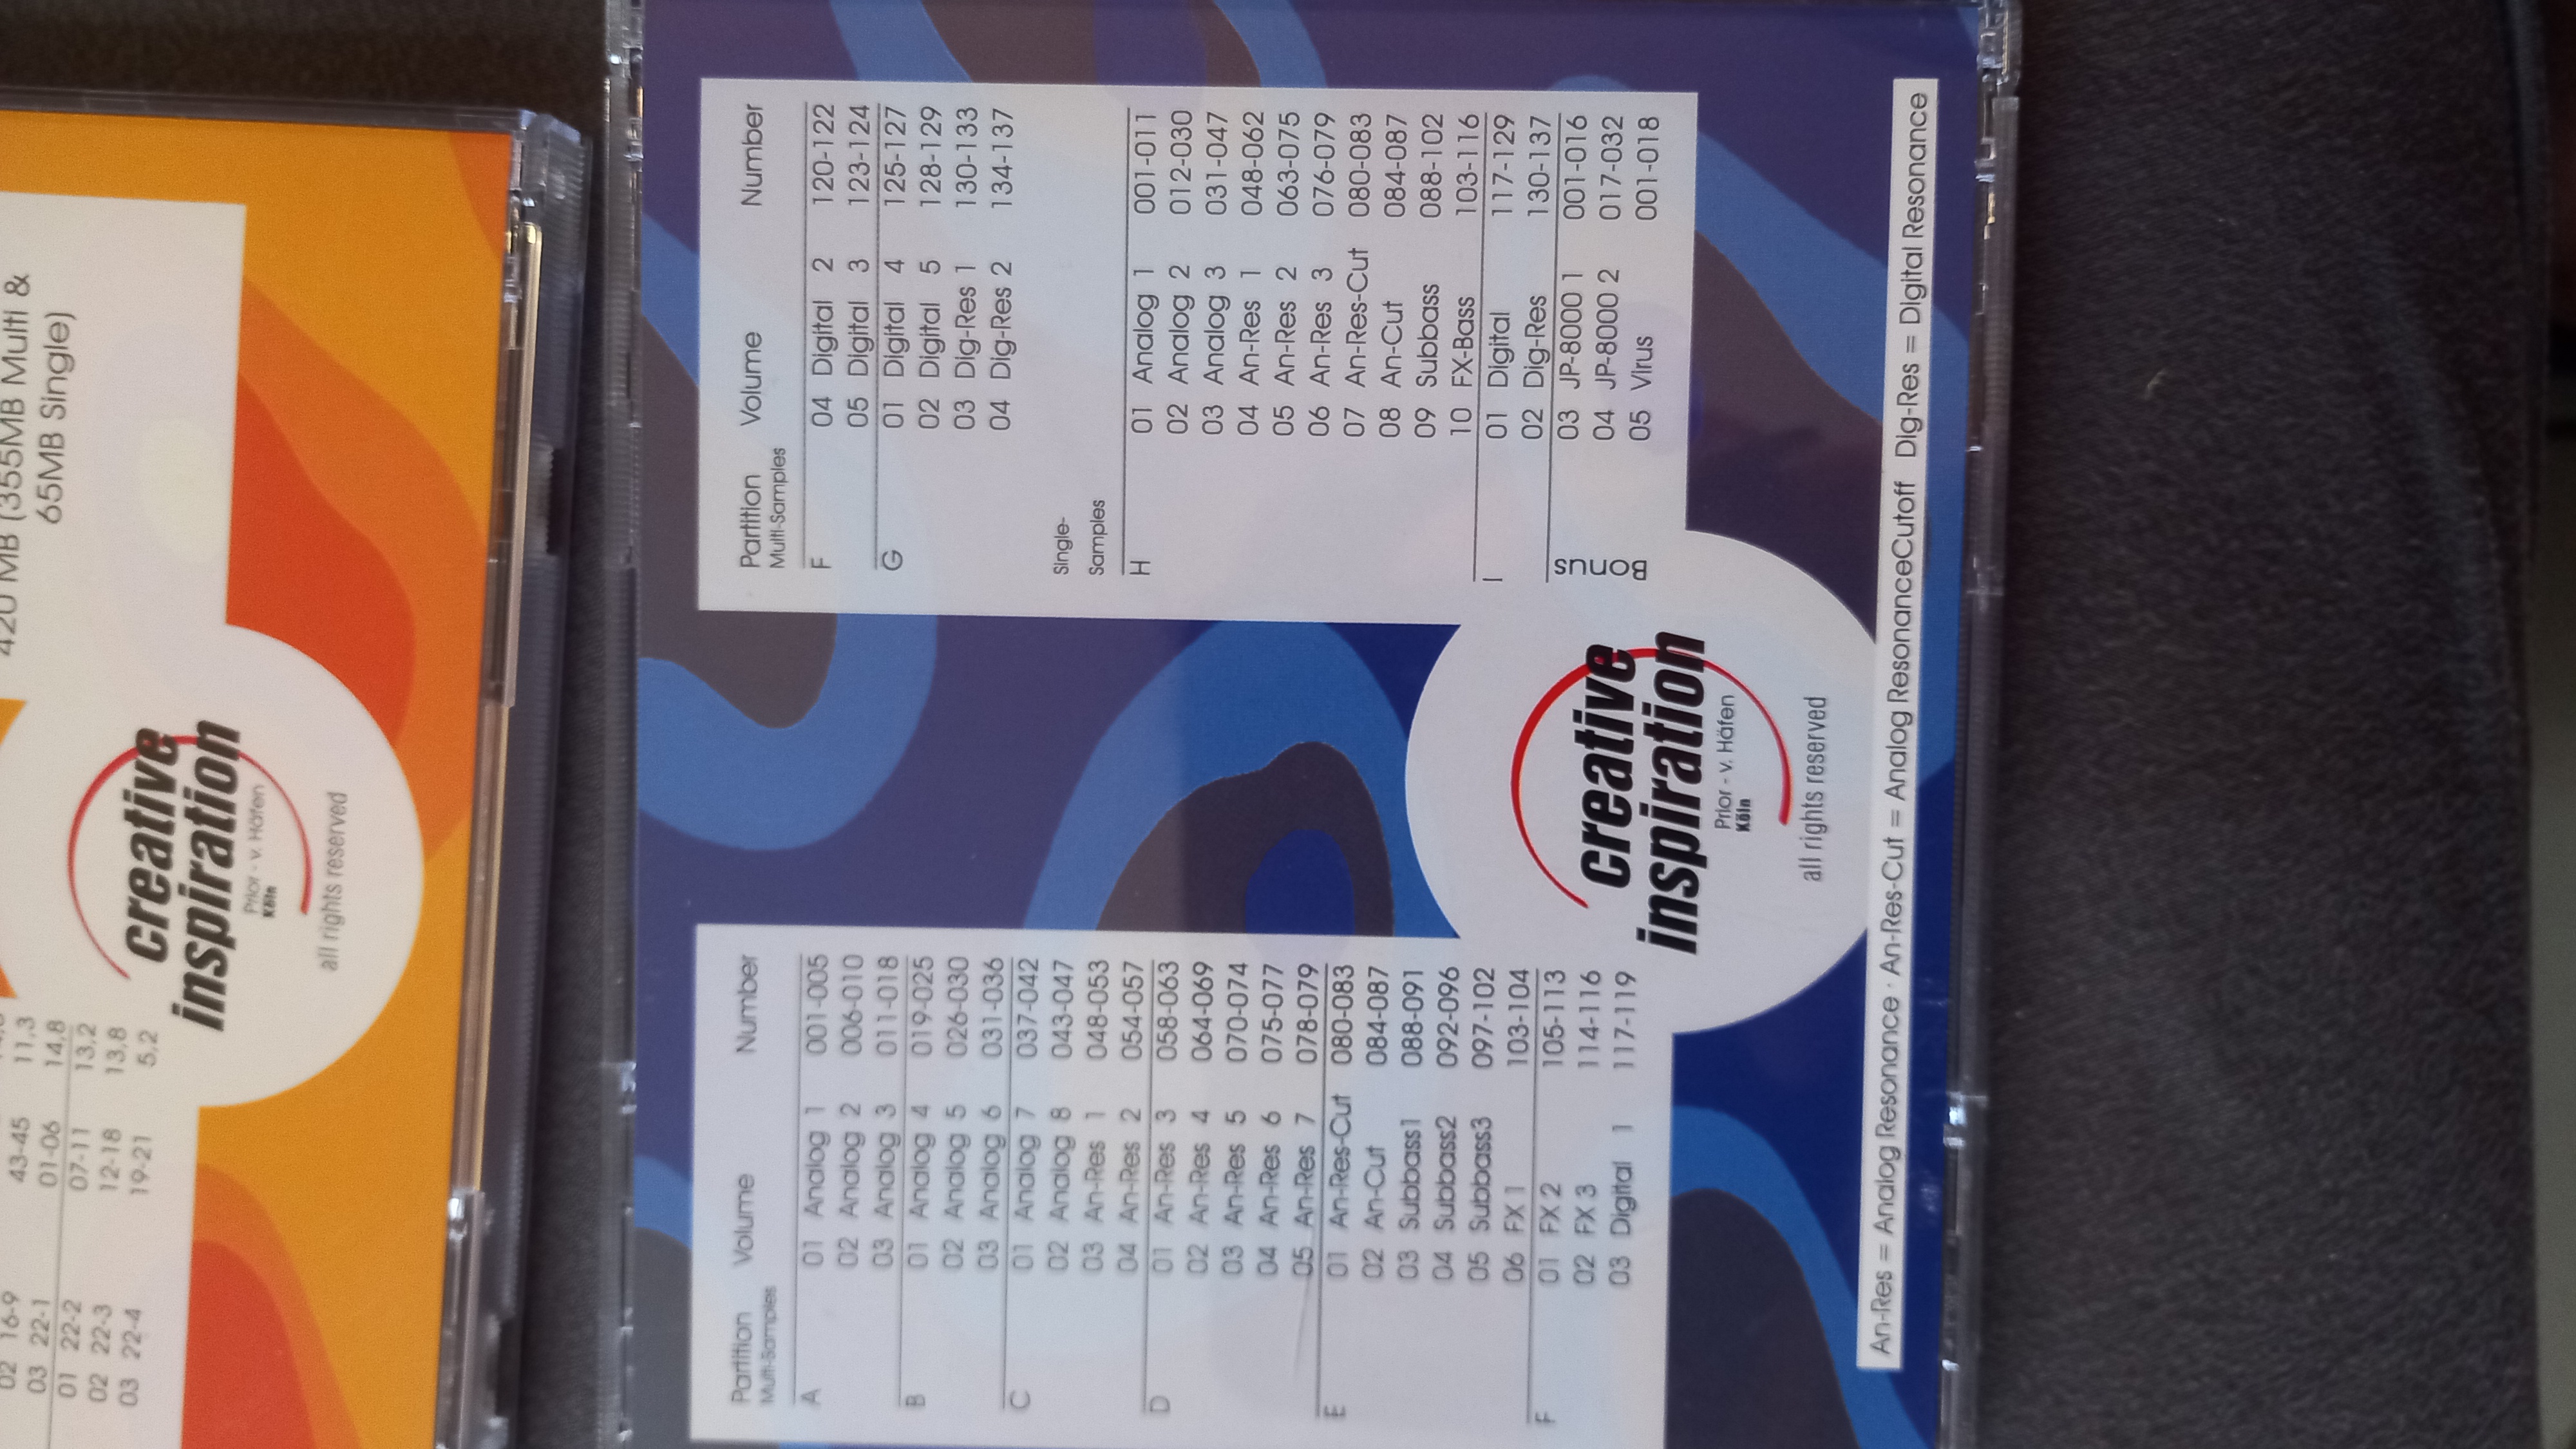 420 MB (355MB Multi &
65MB Single)
02 16-9
03 22-1
01 22-2
02 22-3
03 22-4
43-45 11,3
01-06 14,8
07-11 13,2
12-18 13,8
19-21 5,2
creative
inspiration
Prior - v. Häfen
Köln
all rights reserved
Partition Volume Number
Multi-Samples
A 01 Analog 1 001-005
02 Analog 2 006-010
03 Analog 3 011-018
B 01 Analog 4 019-025
02 Analog 5 026-030
03 Analog 6 031-036
C 01 Analog 7 037-042
02 Analog 8 043-047
03 An-Res 1 048-053
04 An-Res 2 054-057
D 01 An-Res 3 058-063
02 An-Res 4 064-069
03 An-Res 5 070-074
04 An-Res 6 075-077
05 An-Res 7 078-079
E 01 An-Res-Cut 080-083
02 An-Cut 084-087
03 Subbass1 088-091
04 Subbass2 092-096
05 Subbass3 097-102
06 FX 1 103-104
F 01 FX 2 105-113
02 FX 3 114-116
03 Digital 1 117-119
creative
inspiration
Prior - v. Häfen
Köln
all rights reserved
Partition Volume Number
Multi-Samples
F 04 Digital 2 120-122
05 Digital 3 123-124
G 01 Digital 4 125-127
02 Digital 5 128-129
03 Dig-Res 1 130-133
04 Dig-Res 2 134-137
Single-
Samples
H 01 Analog 1 001-011
02 Analog 2 012-030
03 Analog 3 031-047
04 An-Res 1 048-062
05 An-Res 2 063-075
06 An-Res 3 076-079
07 An-Res-Cut 080-083
08 An-Cut 084-087
09 Subbass 088-102
10 FX-Bass 103-116
I 01 Digital 117-129
02 Dig-Res 130-137
Bonus 03 JP-8000 1 001-016
04 JP-8000 2 017-032
05 Virus 001-018
An-Res = Analog Resonance · An-Res-Cut = Analog ResonanceCutoff Dig-Res = Digital Resonance